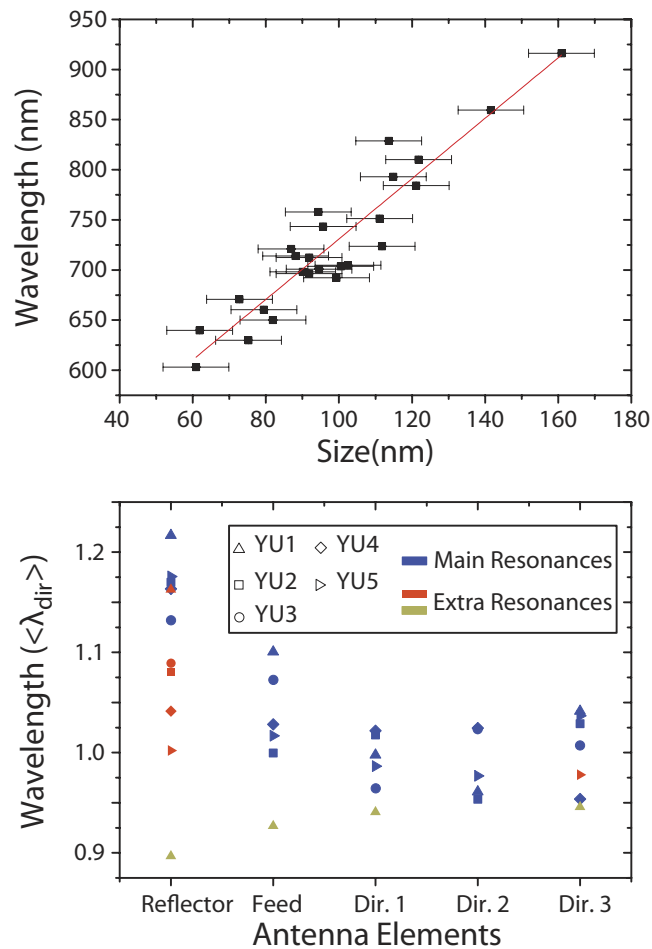 950
900
850
800
750
700
650
600
Wavelength (nm)
40 60 80 100 120 140 160 180
Size(nm)
1.2
1.1
1.0
0.9
Wavelength (<λdir>)
YU1 YU4
YU2 YU5
YU3
Main Resonances
Extra Resonances
Reflector Feed Dir. 1 Dir. 2 Dir. 3
Antenna Elements